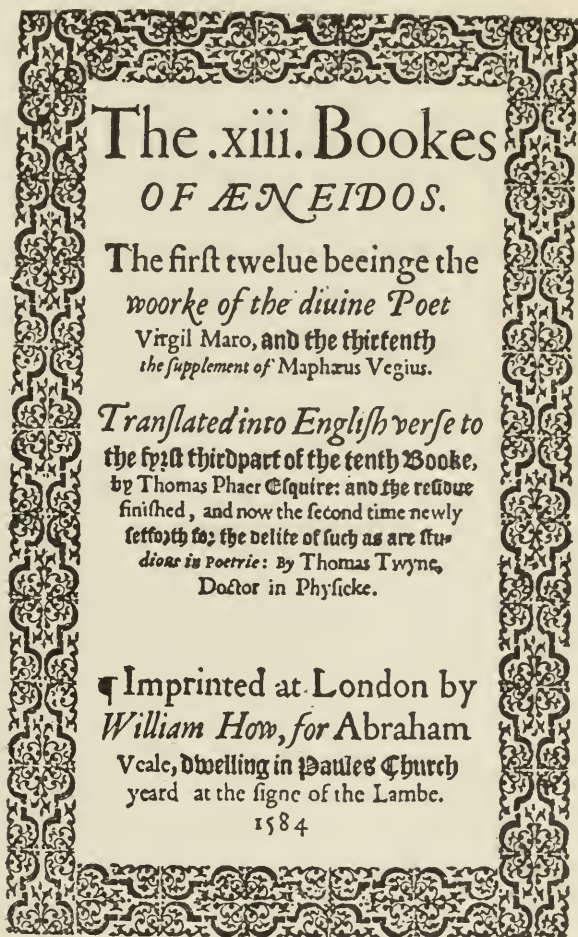 The .xiii. Bookes
OF ÆNEIDOS.
The firſt twelue beeinge the
woorke of the diuine Poet
Virgil Maro, and the thirtenth
the ſupplement of Maphæus Vegius.
Tranſlated into Engliſh verſe to
the fyrſt thirdpart of the tenth Booke,
by Thomas Phaer Eſquire: and the reſidue
finiſhed, and now the ſecond time newly
ſetforth for the delite of ſuch as are ſtu-
dious in Poetrie: By Thomas Twyne,
Doctor in Phyſicke.
¶ Imprinted at London by
William How, for Abraham
Veale, dwelling in Paules Church
yeard at the ſigne of the Lambe.
1584